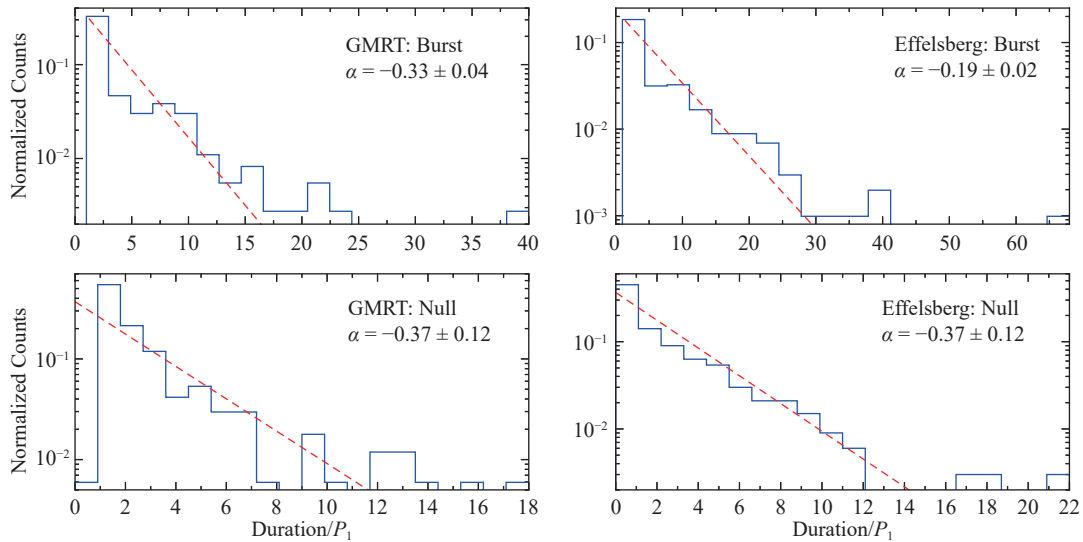 Normalized Counts
10⁻¹
10⁻²
GMRT: Burst
α = −0.33 ± 0.04
0 5 10 15 20 25 30 35 40
10⁻¹
10⁻²
10⁻³
Effelsberg: Burst
α = −0.19 ± 0.02
0 10 20 30 40 50 60
Normalized Counts
10⁻¹
10⁻²
GMRT: Null
α = −0.37 ± 0.12
0 2 4 6 8 10 12 14 16 18
Duration/P₁
10⁻¹
10⁻²
Effelsberg: Null
α = −0.37 ± 0.12
0 2 4 6 8 10 12 14 16 18 20 22
Duration/P₁